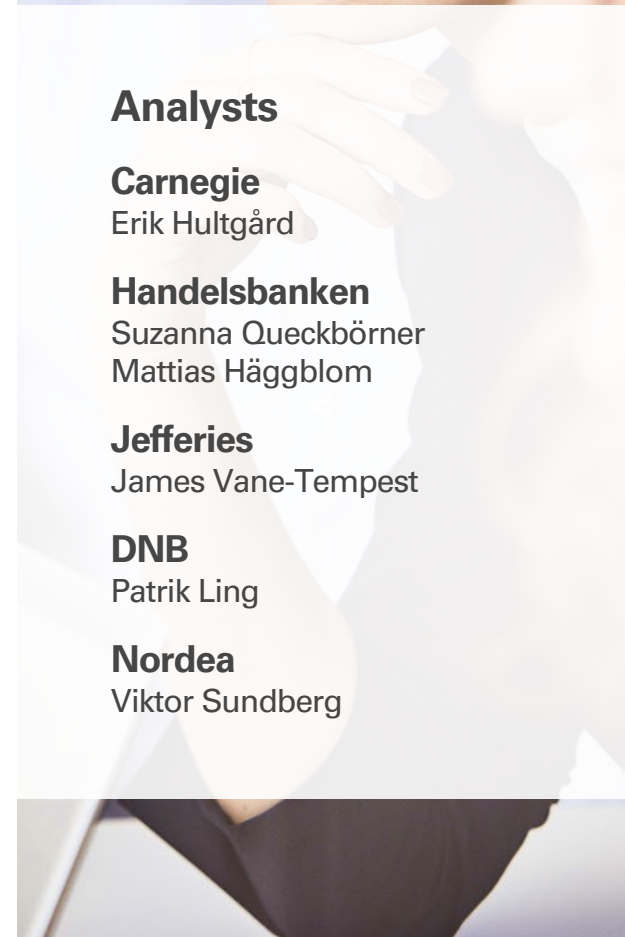 Analysts
Carnegie
Erik Hultgård
Handelsbanken
Suzanna Queckbörner
Mattias Häggblom
Jefferies
James Vane-Tempest
DNB
Patrik Ling
Nordea
Viktor Sundberg